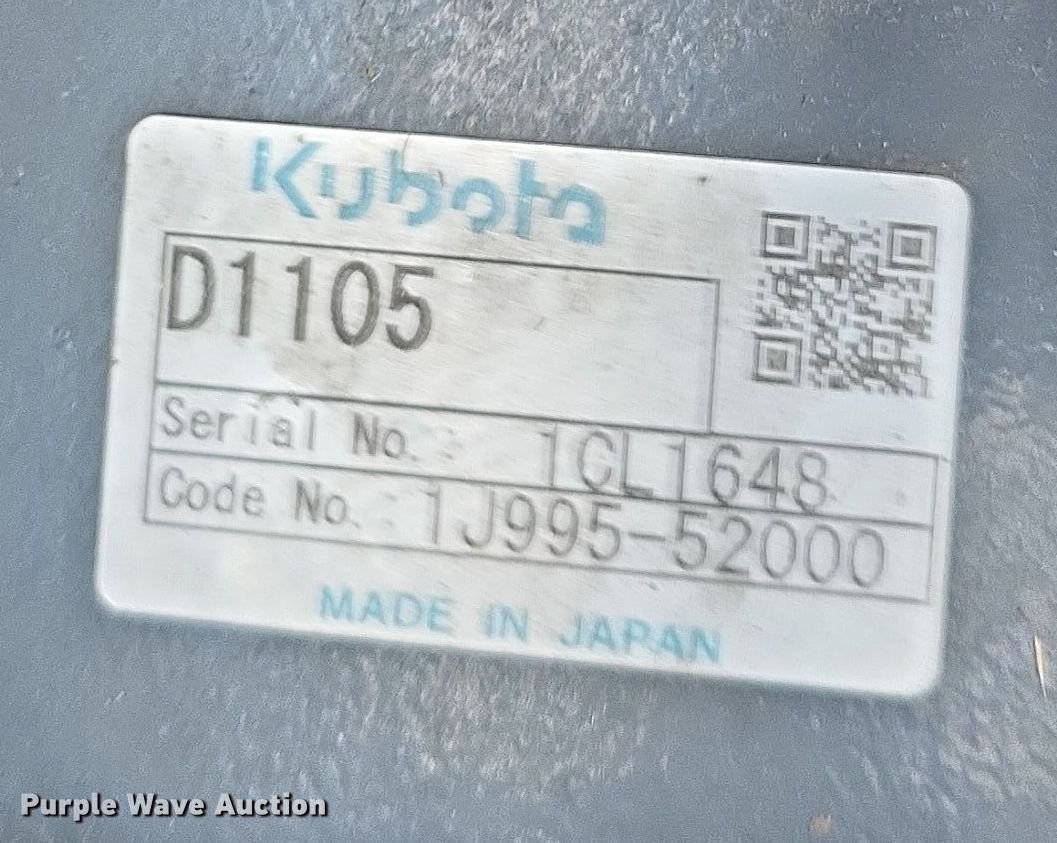 Kubota
D1105
Serial No. : 1CL1648
Code No. : 1J995-52000
MADE IN JAPAN
Purple Wave Auction